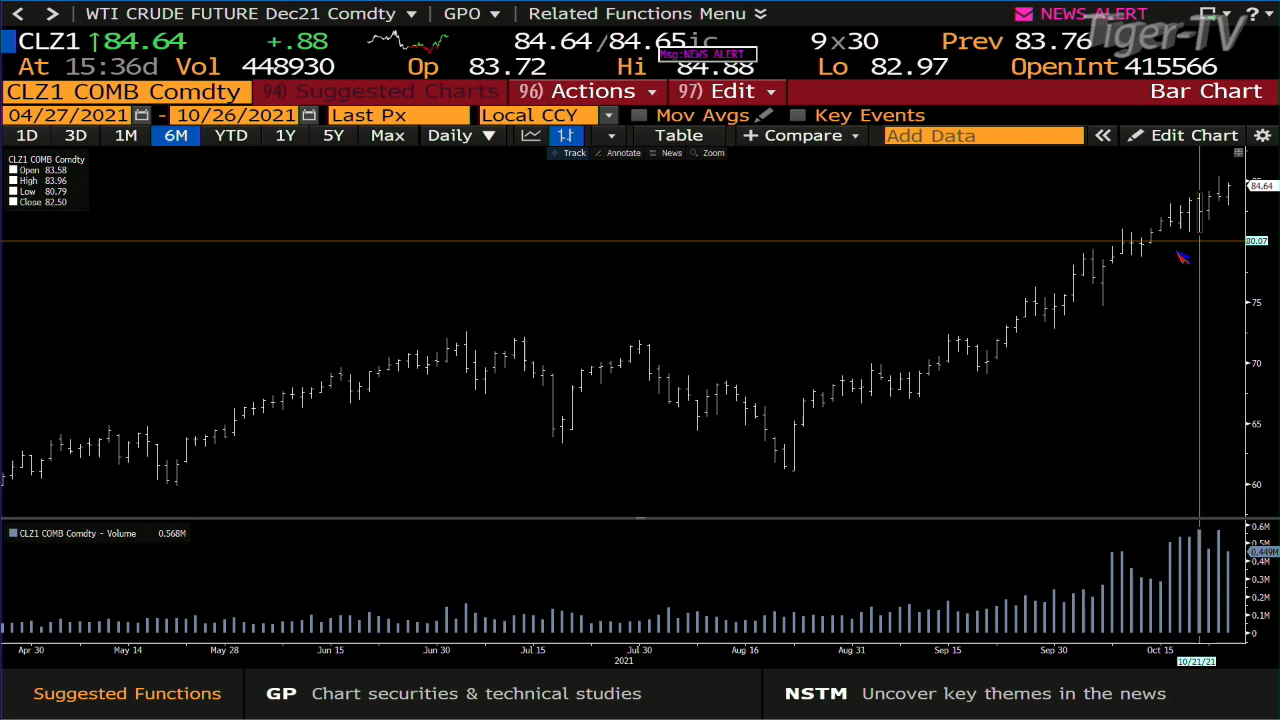 WTI CRUDE FUTURE Dec21 Comdty GPO Related Functions Menu NEWS ALERT ?
Tiger-TV
CLZ1 ↑84.64 +.88 84.64/84.65ic 9x30 Prev 83.76
Msg:NEWS ALERT
At 15:36d Vol 448930 Op 83.72 Hi 84.88 Lo 82.97 OpenInt 415566
CLZ1 COMB Comdty 94) Suggested Charts 96) Actions 97) Edit Bar Chart
04/27/2021 - 10/26/2021 Last Px Local CCY Mov Avgs Key Events
1D 3D 1M 6M YTD 1Y 5Y Max Daily ▼ Table + Compare Add Data « Edit Chart
Track Annotate News Zoom
CLZ1 COMB Comdty
Open 83.58
High 83.96
Low 80.79
Close 82.50
84.64
80.07
75
70
65
60
CLZ1 COMB Comdty - Volume 0.568M
0.6M
0.5M
0.449M
0.4M
0.3M
0.2M
0.1M
0
Apr 30 May 14 May 28 Jun 15 Jun 30 Jul 15 Jul 30 Aug 16 Aug 31 Sep 15 Sep 30 Oct 15
2021 10/21/21
Suggested Functions GP Chart securities & technical studies NSTM Uncover key themes in the news